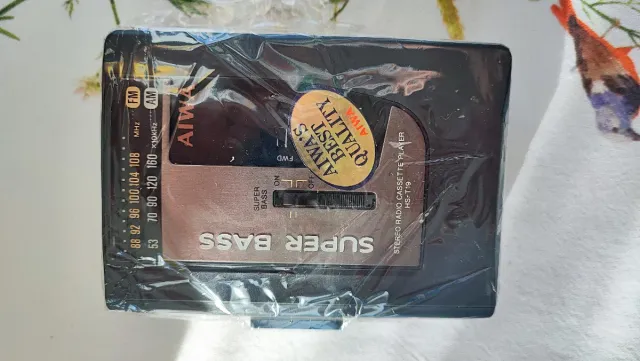 FM
AM
MHz
X10KHz
88 92 96 100 104 108
53 70 90 120 160
AIWA
FWD
AIWA'S
BEST
QUALITY
AIWA
SUPER
BASS
ON
SUPER BASS
STEREO RADIO CASSETTE PLAYER
HS-T19